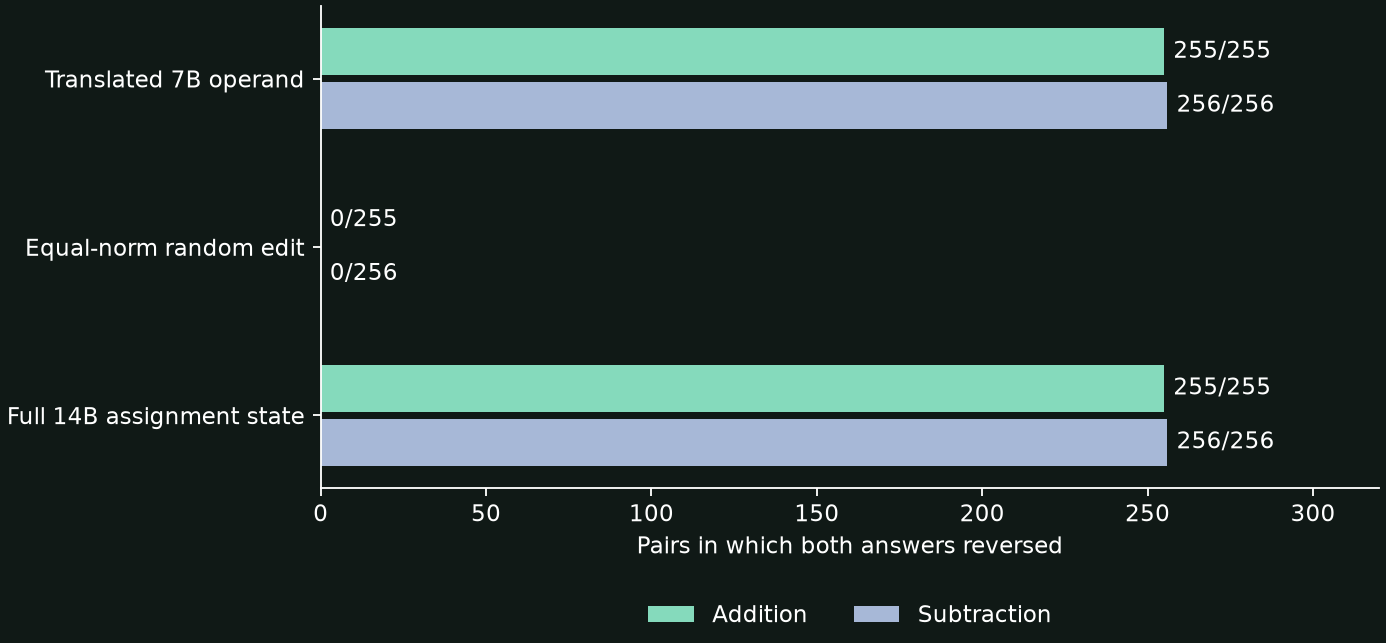 255/255
Translated 7B operand
256/256
0/255
Equal-norm random edit
0/256
255/255
Full 14B assignment state
256/256
0 50 100 150 200 250 300
Pairs in which both answers reversed
Addition Subtraction